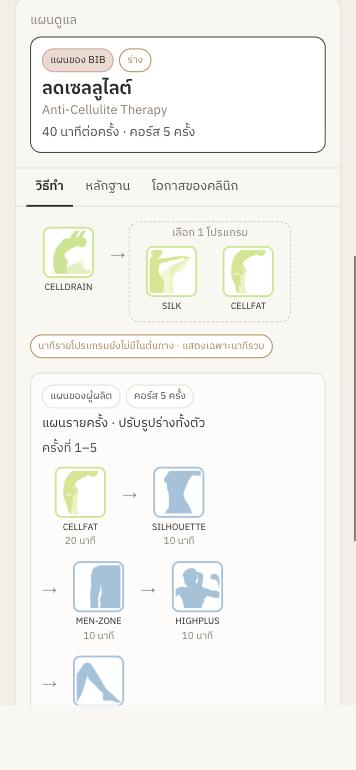 แผนดูแล
แผนของ BIB
ร่าง
ลดเซลลูไลต์
Anti-Cellulite Therapy
40 นาทีต่อครั้ง · คอร์ส 5 ครั้ง
วิธีทำ หลักฐาน โอกาสของคลินิก
เลือก 1 โปรแกรม
CELLDRAIN → SILK CELLFAT
นาทีรายโปรแกรมยังไม่มีในต้นทาง · แสดงเฉพาะนาทีรวม
แผนของผู้ผลิต
คอร์ส 5 ครั้ง
แผนรายครั้ง · ปรับรูปร่างทั้งตัว
ครั้งที่ 1–5
CELLFAT → SILHOUETTE
20 นาที 10 นาที
→ MEN-ZONE → HIGHPLUS
10 นาที 10 นาที
→